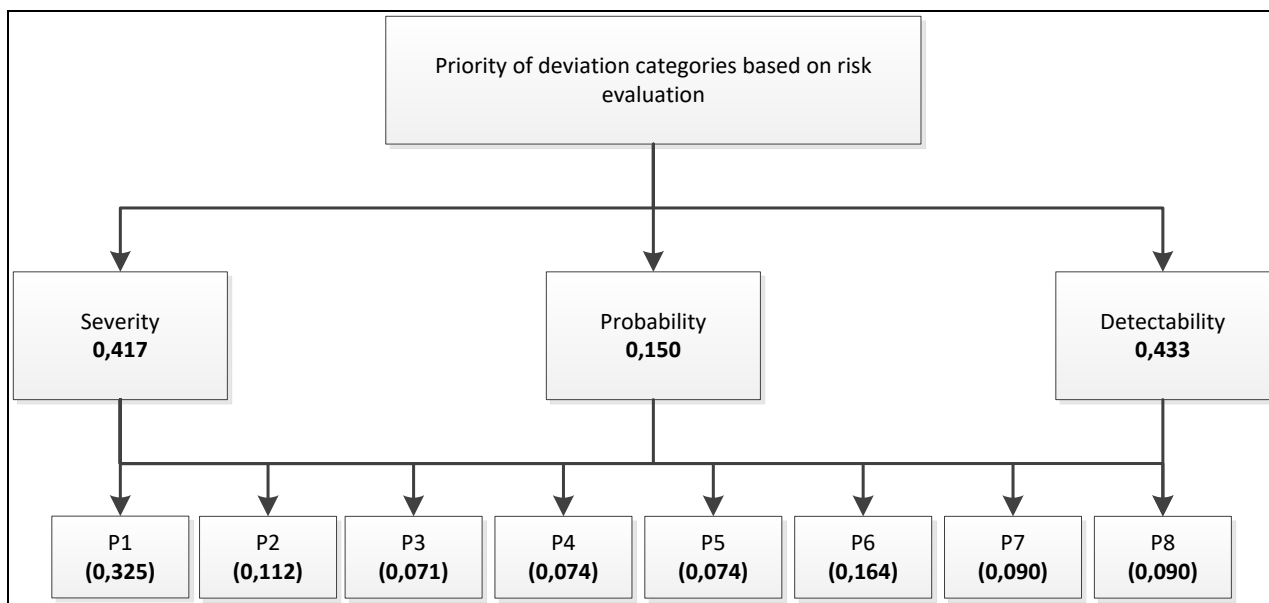 Priority of deviation categories based on risk
evaluation
Severity
0,417
Probability
0,150
Detectability
0,433
P1
(0,325)
P2
(0,112)
P3
(0,071)
P4
(0,074)
P5
(0,074)
P6
(0,164)
P7
(0,090)
P8
(0,090)